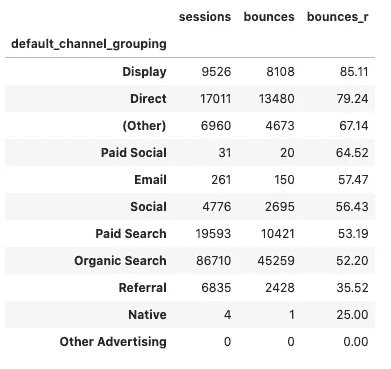 sessions bounces bounces_r
default_channel_grouping
Display 9526 8108 85.11
Direct 17011 13480 79.24
(Other) 6960 4673 67.14
Paid Social 31 20 64.52
Email 261 150 57.47
Social 4776 2695 56.43
Paid Search 19593 10421 53.19
Organic Search 86710 45259 52.20
Referral 6835 2428 35.52
Native 4 1 25.00
Other Advertising 0 0 0.00